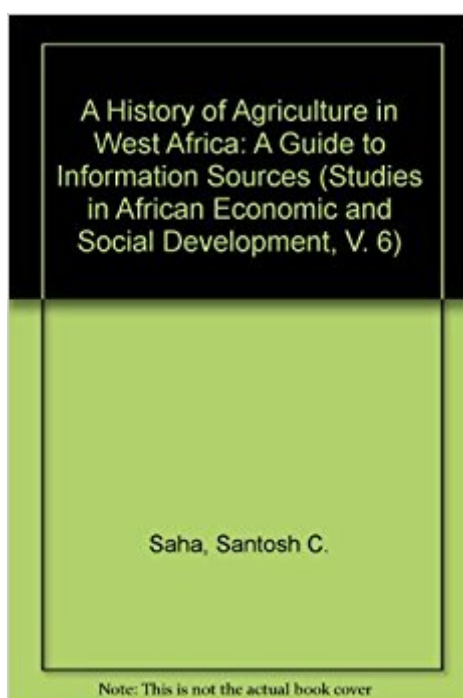 A History of Agriculture in
West Africa: A Guide to
Information Sources (Studies
in African Economic and
Social Development, V. 6)
Saha, Santosh C.
Note: This is not the actual book cover